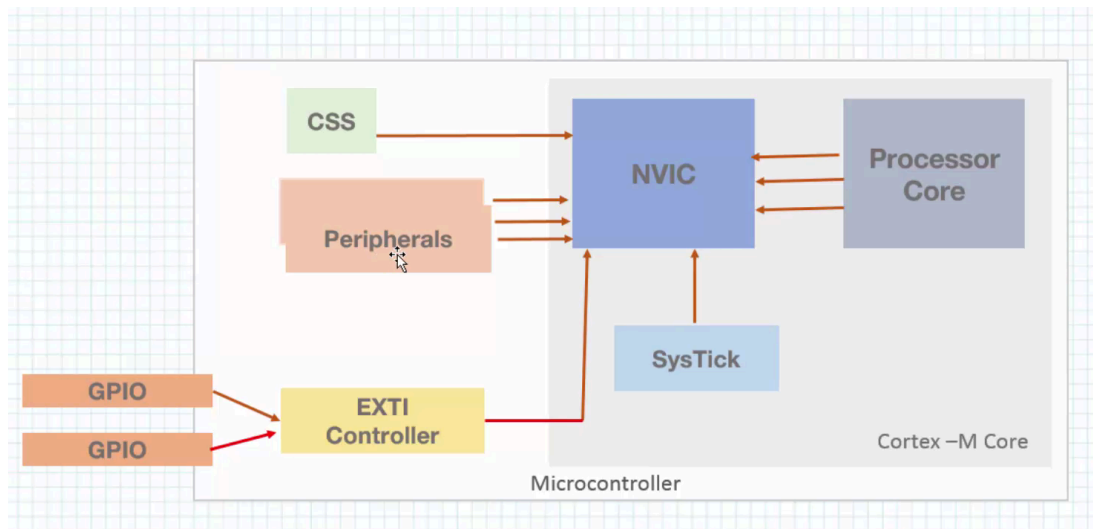 CSS
NVIC
Processor
Core
Peripherals
SysTick
GPIO
EXTI
Controller
GPIO
Cortex –M Core
Microcontroller